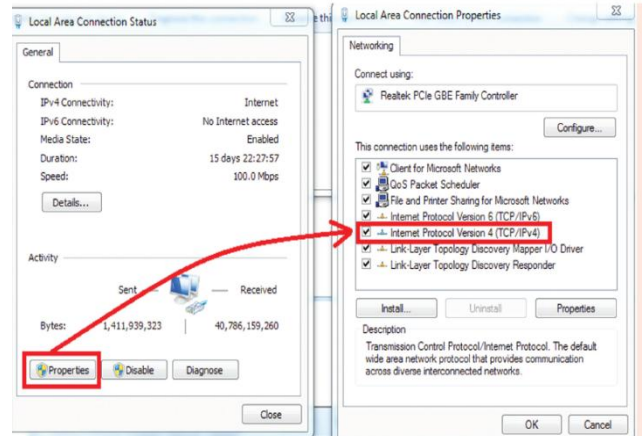 Local Area Connection Status
General
Connection
IPv4 Connectivity: Internet
IPv6 Connectivity: No Internet access
Media State: Enabled
Duration: 15 days 22:27:57
Speed: 100.0 Mbps
Details...
Activity
Sent Received
Bytes: 1,411,939,323 40,786,159,260
Properties Disable Diagnose
Close
Local Area Connection Properties
Networking
Connect using:
Realtek PCIe GBE Family Controller
Configure...
This connection uses the following items:
Client for Microsoft Networks
QoS Packet Scheduler
File and Printer Sharing for Microsoft Networks
Internet Protocol Version 6 (TCP/IPv6)
Internet Protocol Version 4 (TCP/IPv4)
Link-Layer Topology Discovery Mapper I/O Driver
Link-Layer Topology Discovery Responder
Install... Uninstall Properties
Description
Transmission Control Protocol/Internet Protocol. The default
wide area network protocol that provides communication
across diverse interconnected networks.
OK Cancel